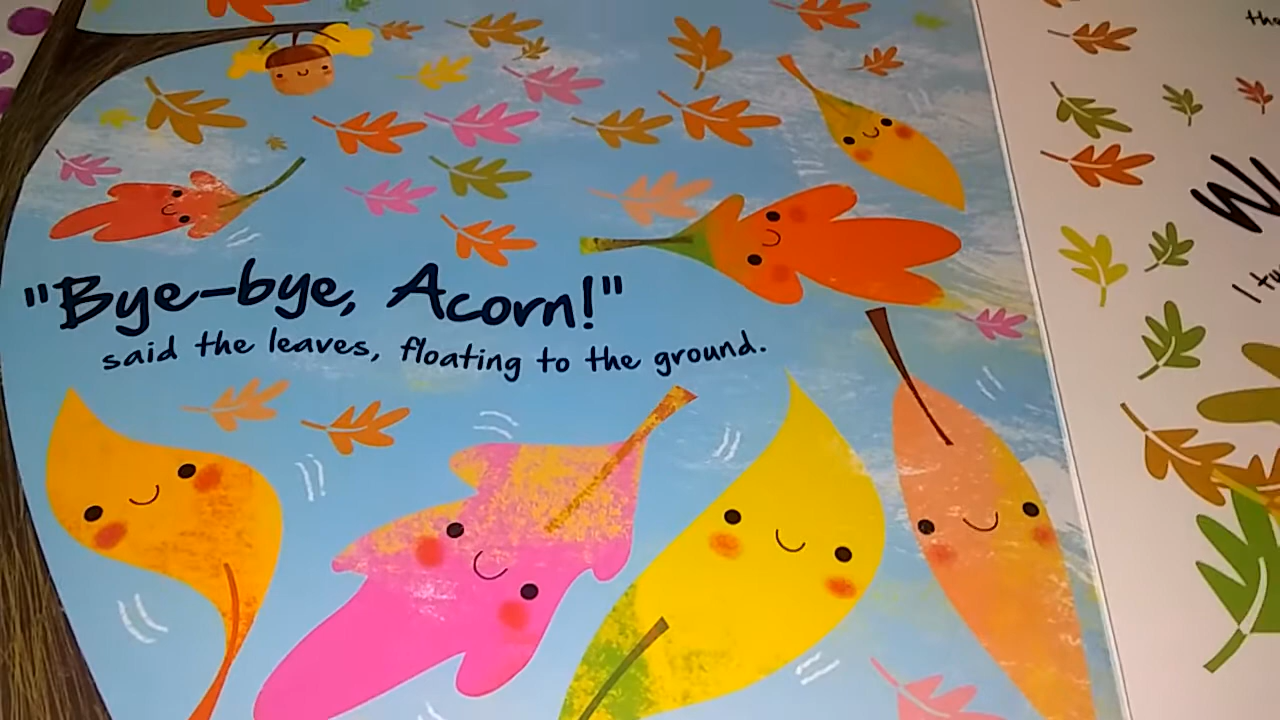 "Bye-bye, Acorn!"
said the leaves, floating to the ground.